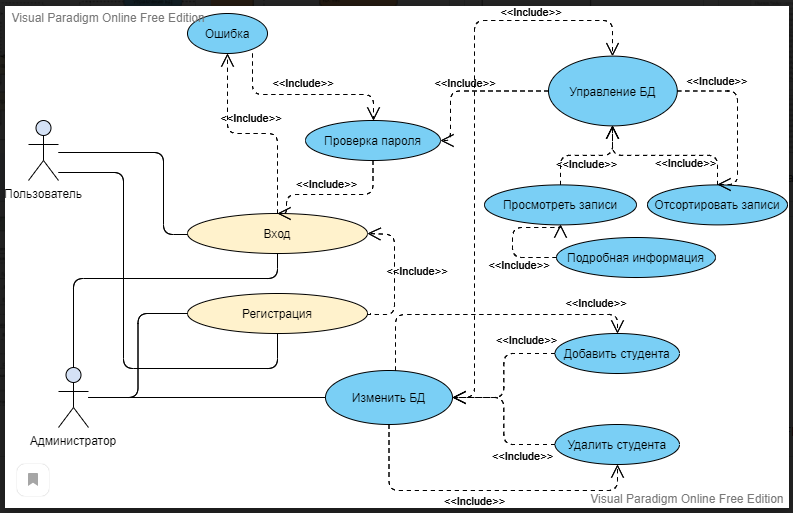 Visual Paradigm Online Free Edition
Ошибка
<<Include>>
<<Include>>
<<Include>>
<<Include>>
<<Include>>
Управление БД
<<Include>>
Проверка пароля
<<Include>>
<<Include>>
<<Include>>
Пользователь
Просмотреть записи
Отсортировать записи
Вход
Подробная информация
<<Include>>
<<Include>>
Регистрация
<<Include>>
<<Include>>
Добавить студента
Изменить БД
Администратор
Удалить студента
<<Include>>
<<Include>>
Visual Paradigm Online Free Edition